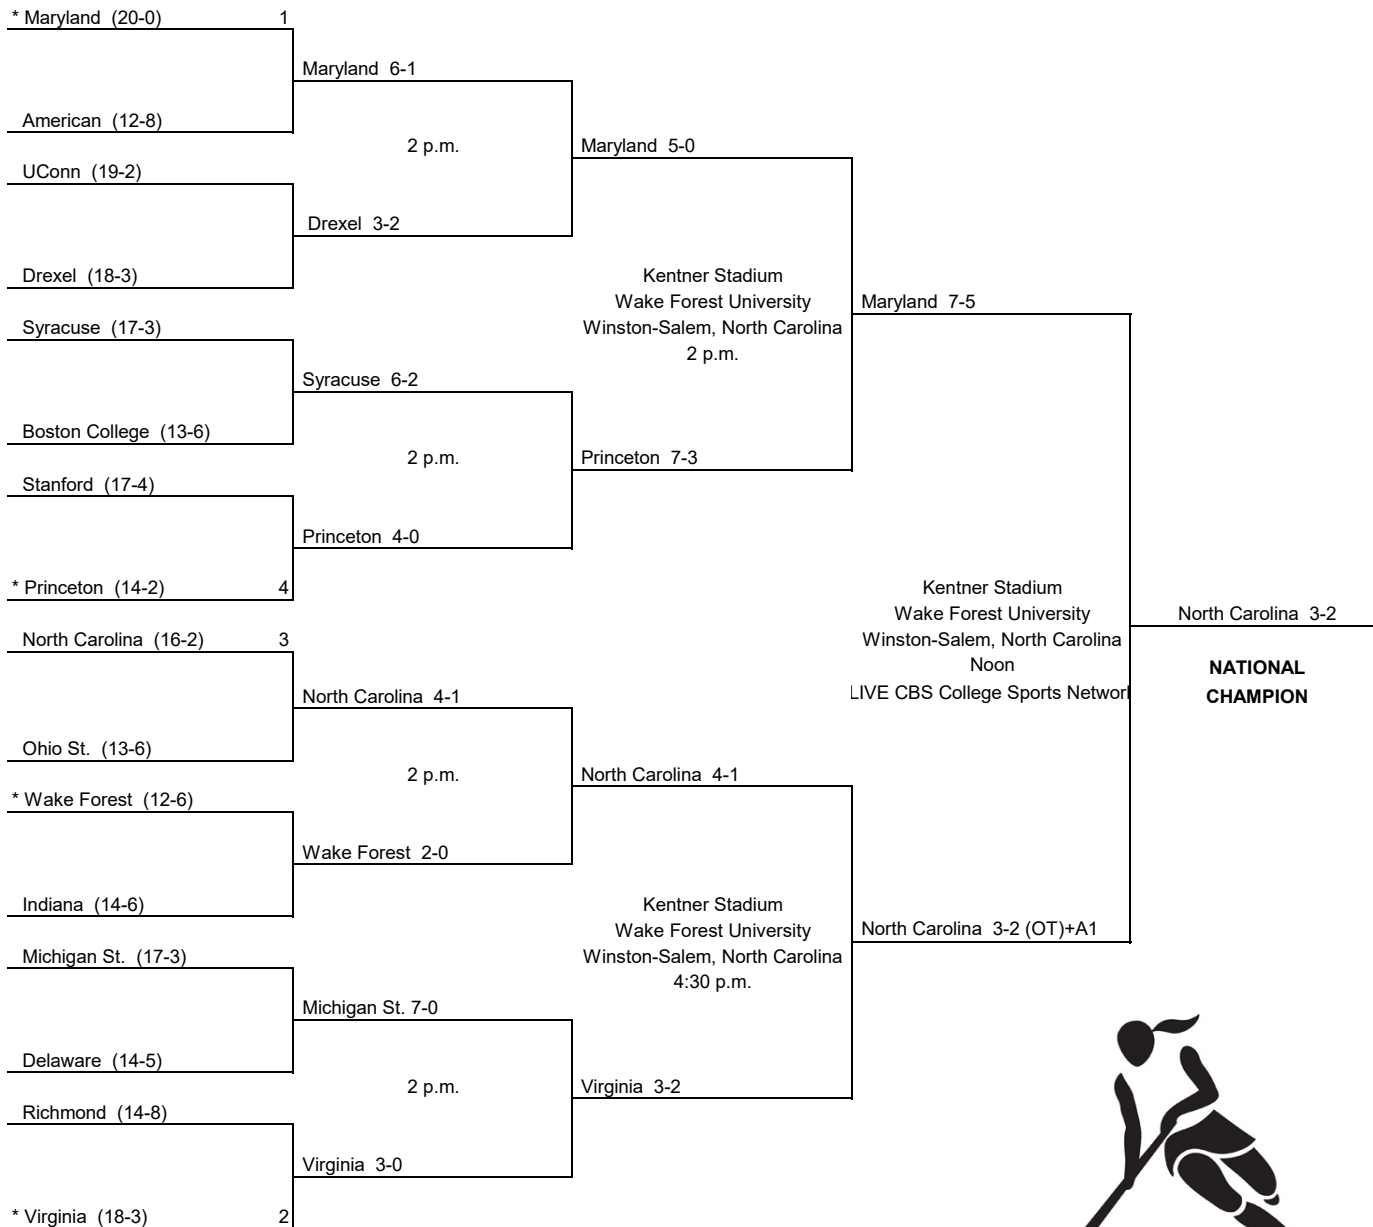 * Maryland (20-0) 1
Maryland 6-1
American (12-8)
2 p.m.
Maryland 5-0
UConn (19-2)
Drexel 3-2
Drexel (18-3)
Kentner Stadium
Wake Forest University
Winston-Salem, North Carolina
2 p.m.
Maryland 7-5
Syracuse (17-3)
Syracuse 6-2
Boston College (13-6)
2 p.m.
Princeton 7-3
Stanford (17-4)
Princeton 4-0
* Princeton (14-2) 4
Kentner Stadium
Wake Forest University
Winston-Salem, North Carolina
Noon
LIVE CBS College Sports Networ
North Carolina 3-2
NATIONAL
CHAMPION
North Carolina (16-2) 3
North Carolina 4-1
Ohio St. (13-6)
2 p.m.
North Carolina 4-1
* Wake Forest (12-6)
Wake Forest 2-0
Indiana (14-6)
Kentner Stadium
Wake Forest University
Winston-Salem, North Carolina
4:30 p.m.
North Carolina 3-2 (OT)+A1
Michigan St. (17-3)
Michigan St. 7-0
Delaware (14-5)
2 p.m.
Virginia 3-2
Richmond (14-8)
Virginia 3-0
* Virginia (18-3) 2